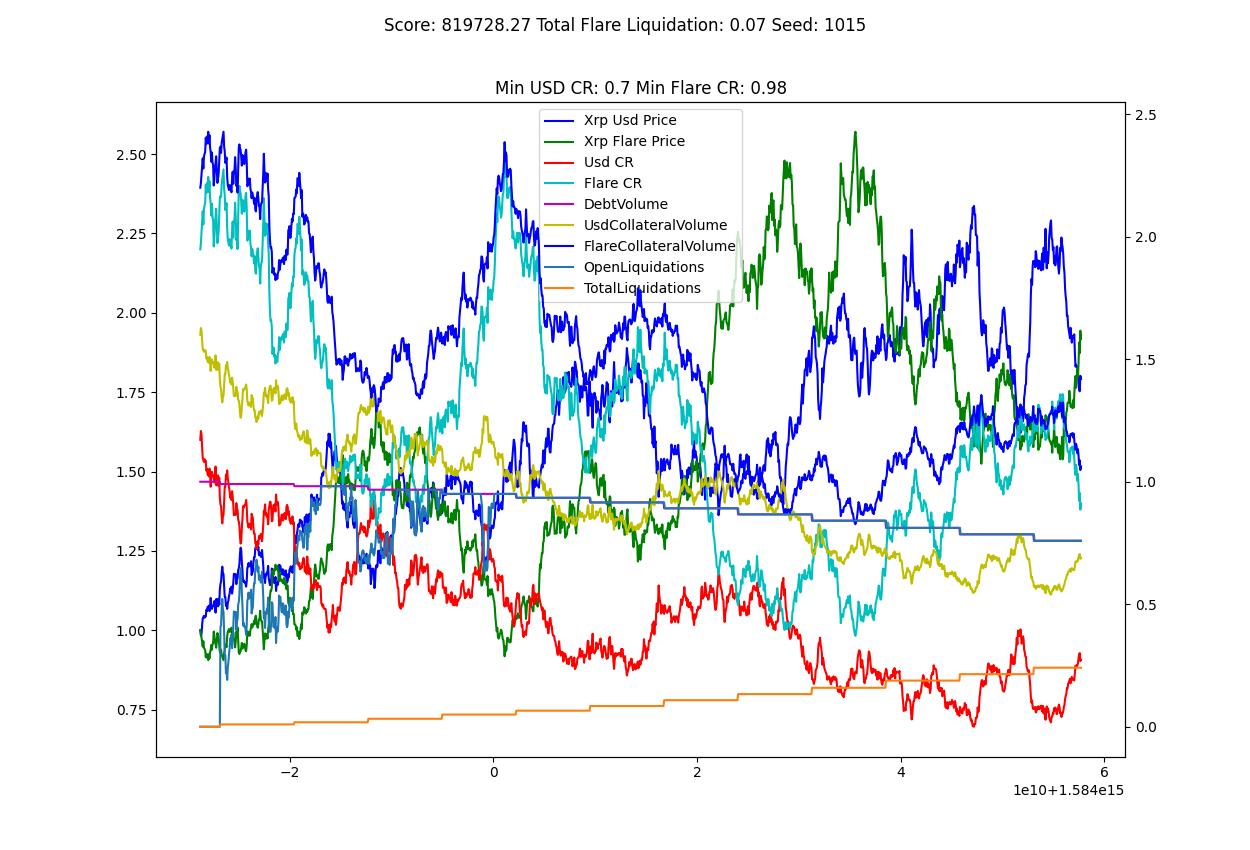 Score: 819728.27 Total Flare Liquidation: 0.07 Seed: 1015
Min USD CR: 0.7 Min Flare CR: 0.98
Xrp Usd Price
Xrp Flare Price
Usd CR
Flare CR
DebtVolume
UsdCollateralVolume
FlareCollateralVolume
OpenLiquidations
TotalLiquidations
2.50
2.25
2.00
1.75
1.50
1.25
1.00
0.75
2.5
2.0
1.5
1.0
0.5
0.0
−2 0 2 4 6
1e10+1.584e15